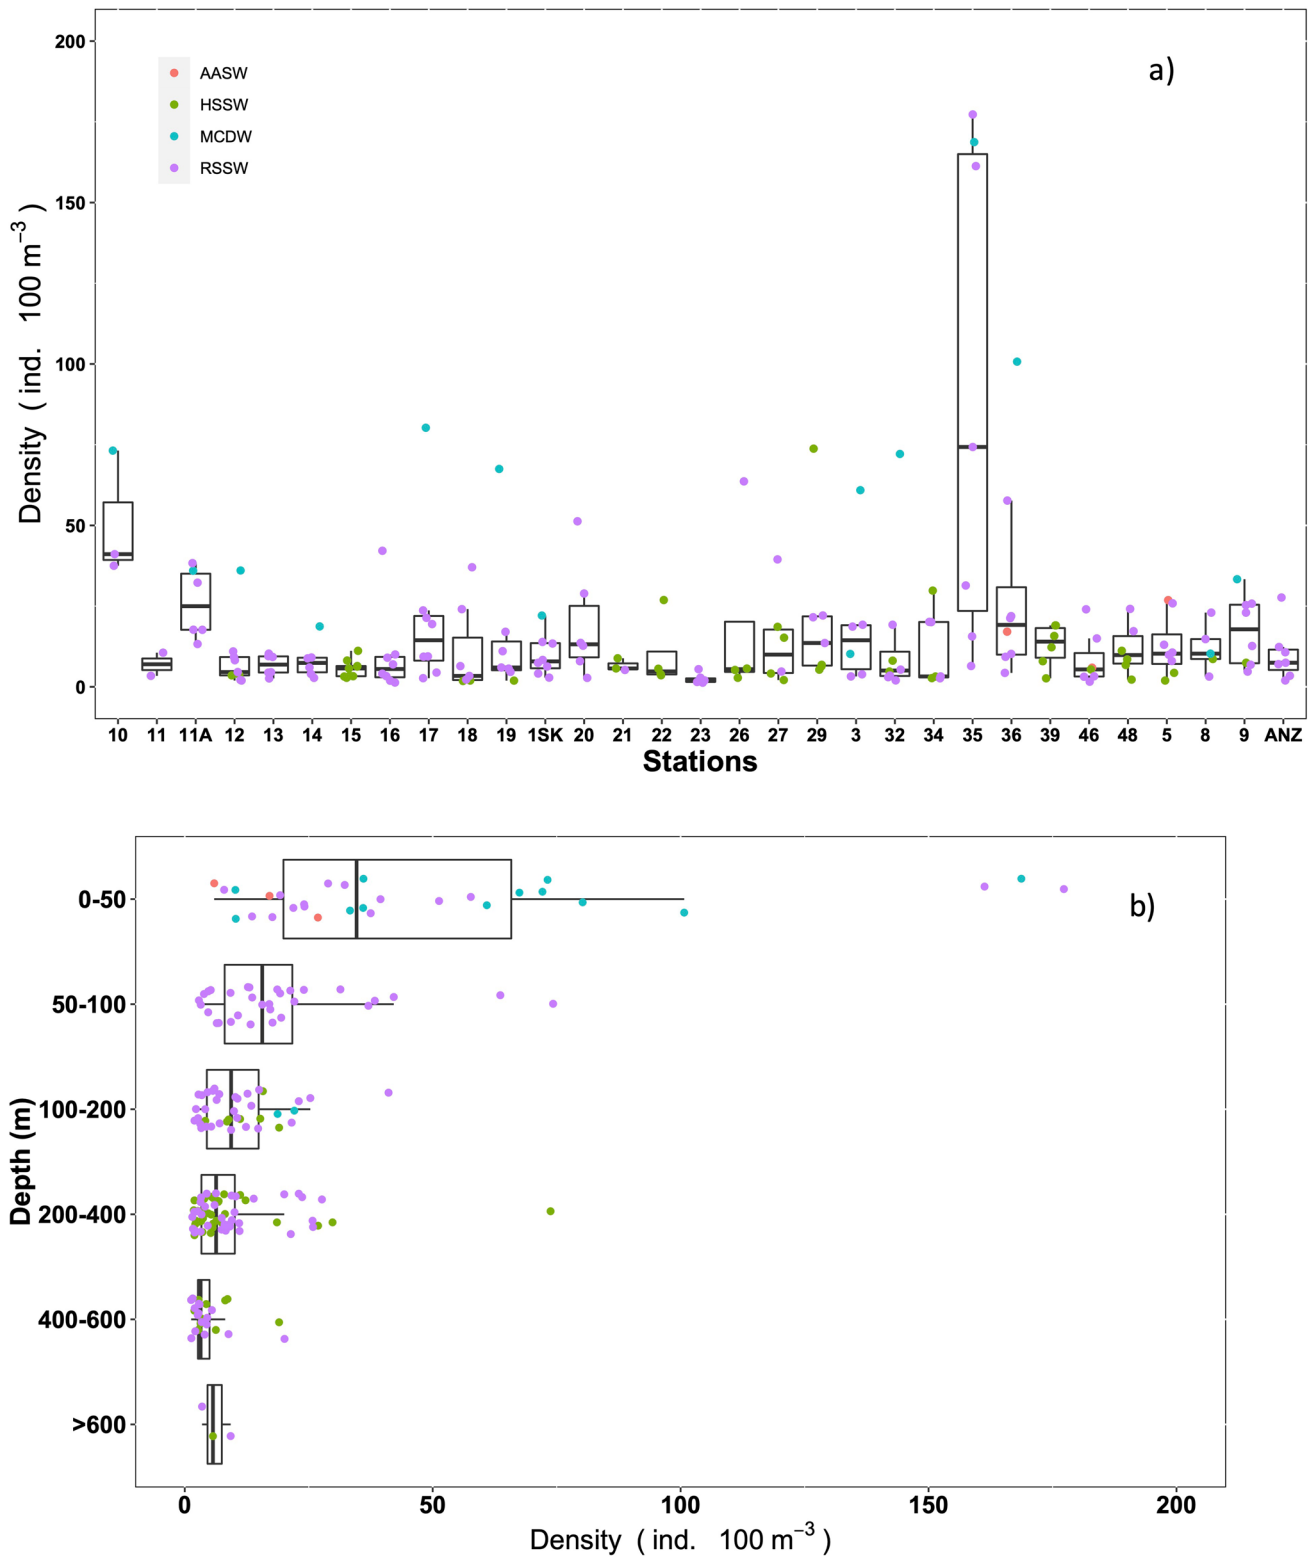 a)
200
150
100
50
0
AASW
HSSW
MCDW
RSSW
Density ( ind. 100 m⁻³ )
10 11 11A 12 13 14 15 16 17 18 19 1SK 20 21 22 23 26 27 29 3 32 34 35 36 39 46 48 5 8 9 ANZ
Stations
b)
0-50
50-100
100-200
200-400
400-600
>600
Depth (m)
0 50 100 150 200
Density ( ind. 100 m⁻³ )